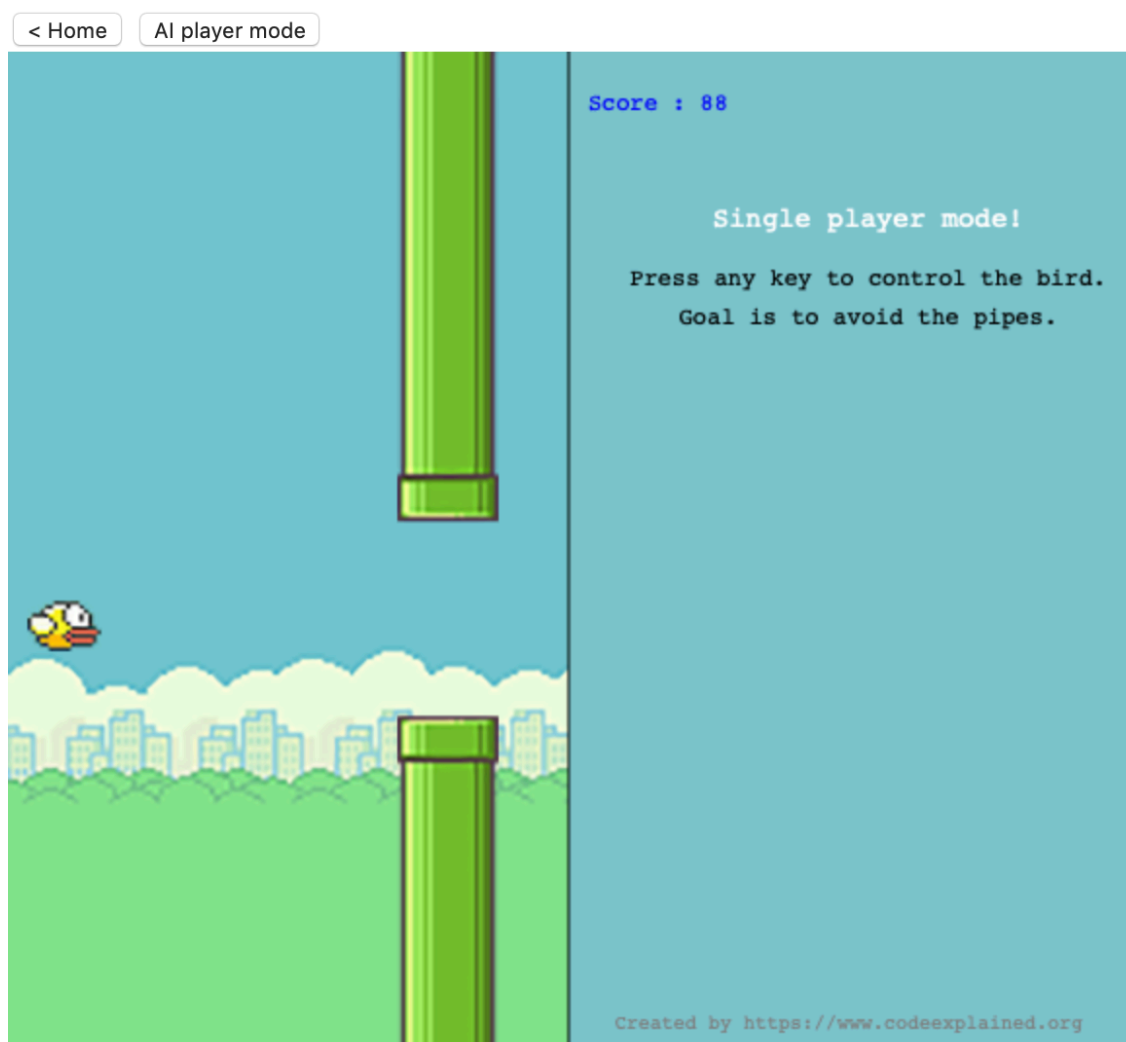 < Home
AI player mode
Score : 88
Single player mode!
Press any key to control the bird.
Goal is to avoid the pipes.
Created by https://www.codeexplained.org